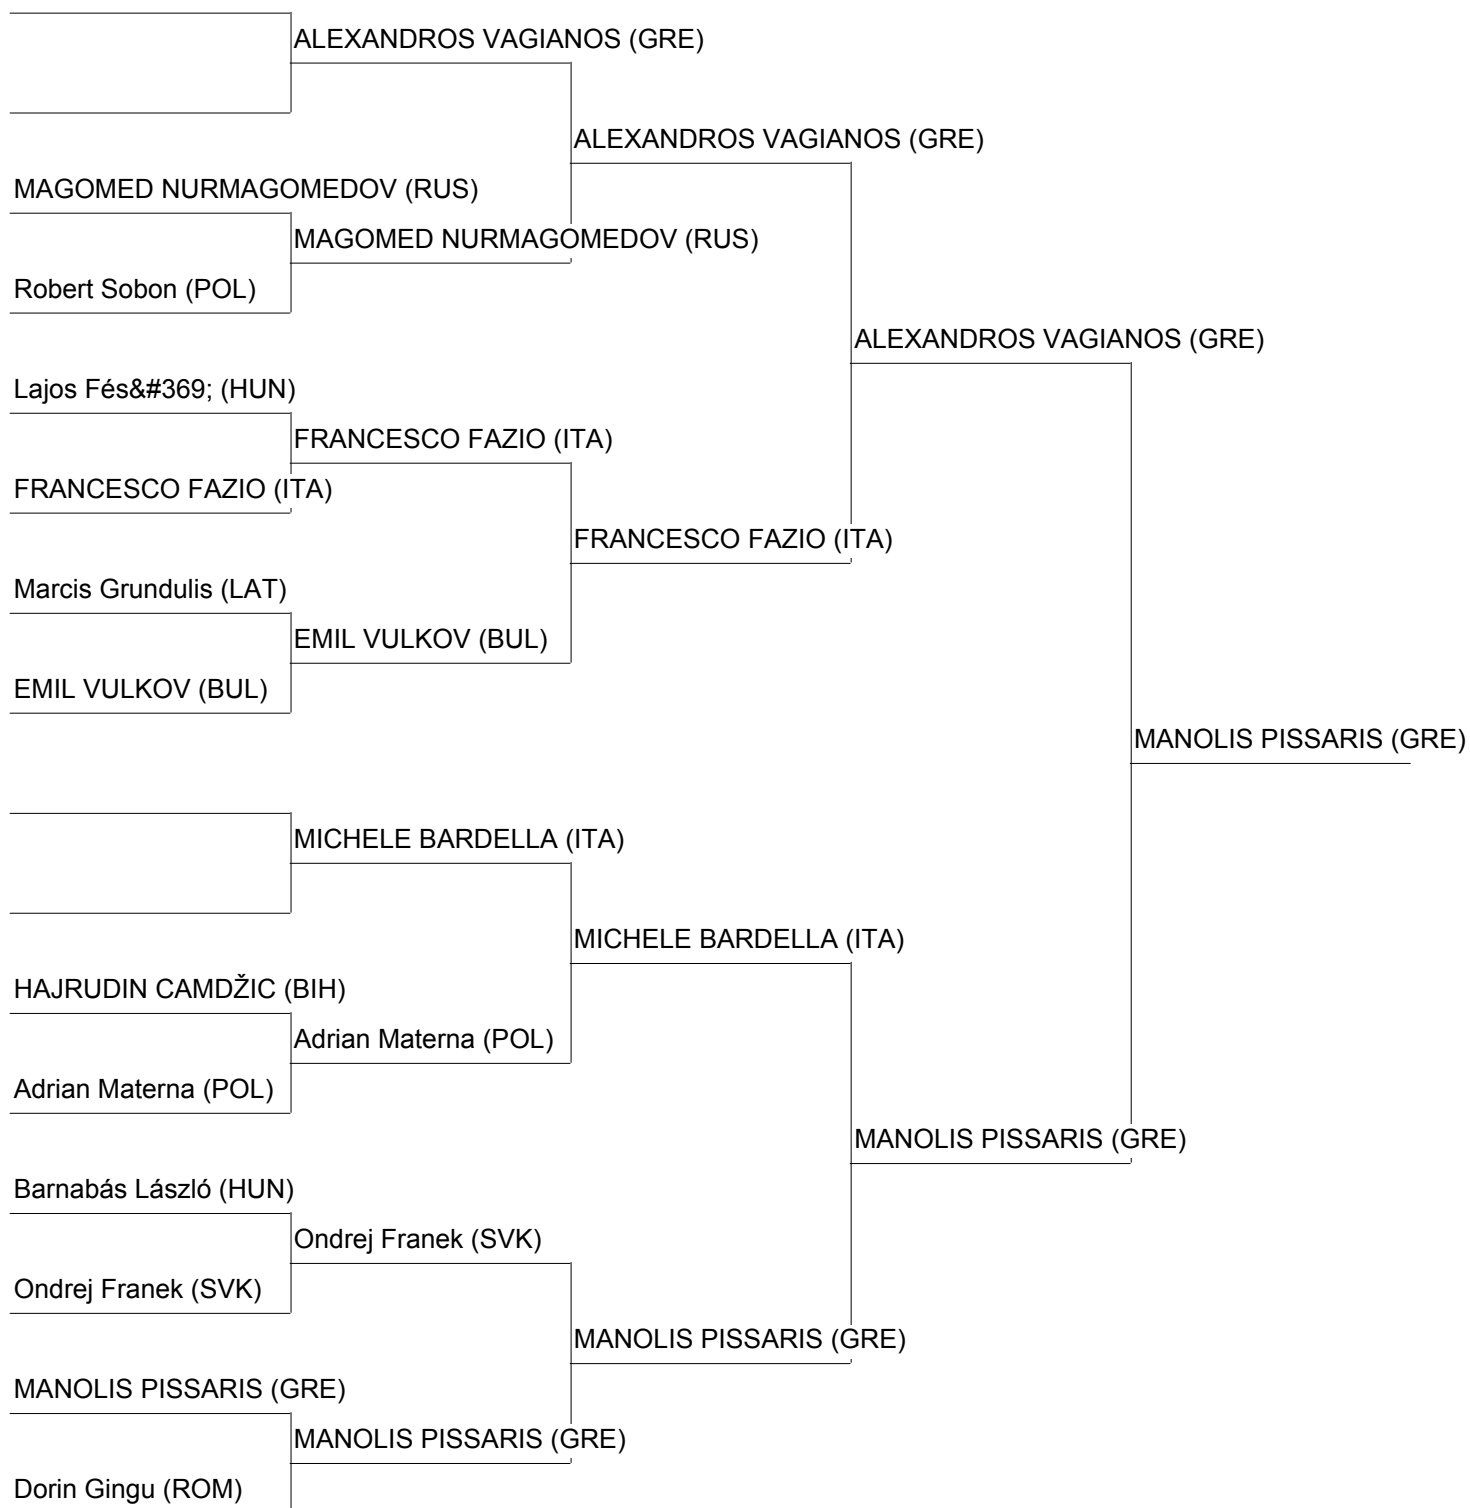 ALEXANDROS VAGIANOS (GRE)
ALEXANDROS VAGIANOS (GRE)
MAGOMED NURMAGOMEDOV (RUS)
MAGOMED NURMAGOMEDOV (RUS)
Robert Sobon (POL)
ALEXANDROS VAGIANOS (GRE)
Lajos Fés&#369; (HUN)
FRANCESCO FAZIO (ITA)
FRANCESCO FAZIO (ITA)
FRANCESCO FAZIO (ITA)
Marcis Grundulis (LAT)
EMIL VULKOV (BUL)
EMIL VULKOV (BUL)
MANOLIS PISSARIS (GRE)
MICHELE BARDELLA (ITA)
MICHELE BARDELLA (ITA)
HAJRUDIN CAMDŽIC (BIH)
Adrian Materna (POL)
Adrian Materna (POL)
MANOLIS PISSARIS (GRE)
Barnabás László (HUN)
Ondrej Franek (SVK)
Ondrej Franek (SVK)
MANOLIS PISSARIS (GRE)
MANOLIS PISSARIS (GRE)
MANOLIS PISSARIS (GRE)
Dorin Gingu (ROM)